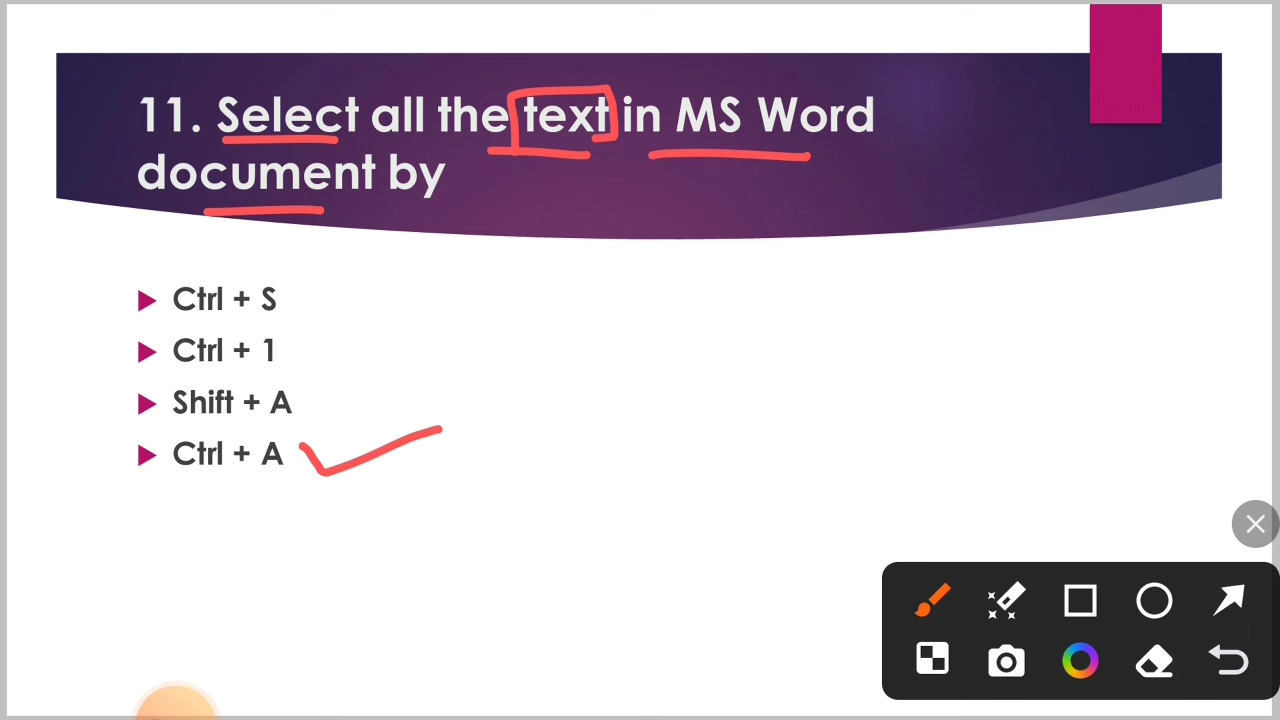 11. Select all the text in MS Word
document by
Ctrl + S
Ctrl + 1
Shift + A
Ctrl + A